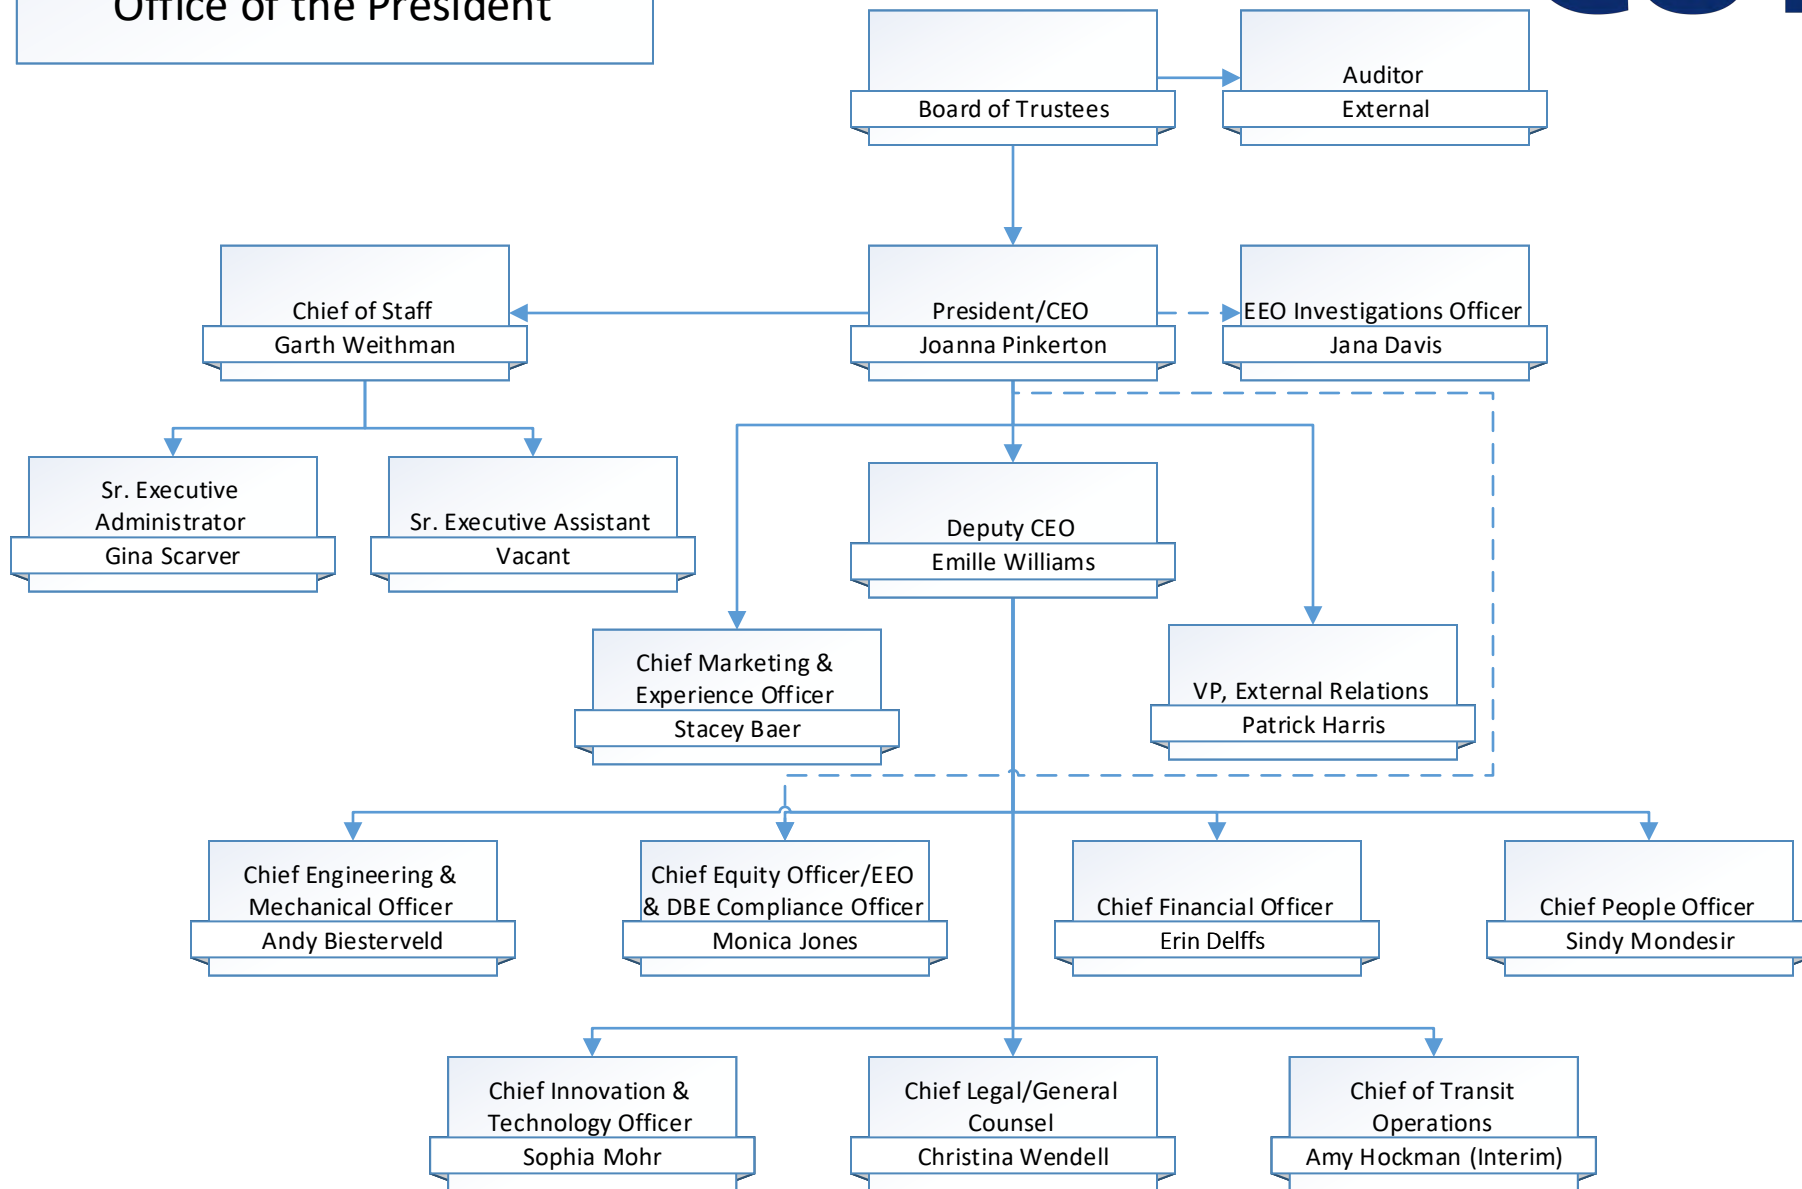 Office of the President
Board of Trustees
Auditor
External
Chief of Staff
Garth Weithman
President/CEO
Joanna Pinkerton
EEO Investigations Officer
Jana Davis
Sr. Executive
Administrator
Gina Scarver
Sr. Executive Assistant
Vacant
Deputy CEO
Emille Williams
Chief Marketing &
Experience Officer
Stacey Baer
VP, External Relations
Patrick Harris
Chief Engineering &
Mechanical Officer
Andy Biesterveld
Chief Equity Officer/EEO
& DBE Compliance Officer
Monica Jones
Chief Financial Officer
Erin Delffs
Chief People Officer
Sindy Mondesir
Chief Innovation &
Technology Officer
Sophia Mohr
Chief Legal/General
Counsel
Christina Wendell
Chief of Transit
Operations
Amy Hockman (Interim)